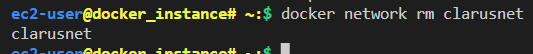 ec2-user@docker_instance# ~:$ docker network rm clarusnet
clarusnet
ec2-user@docker_instance# ~:$